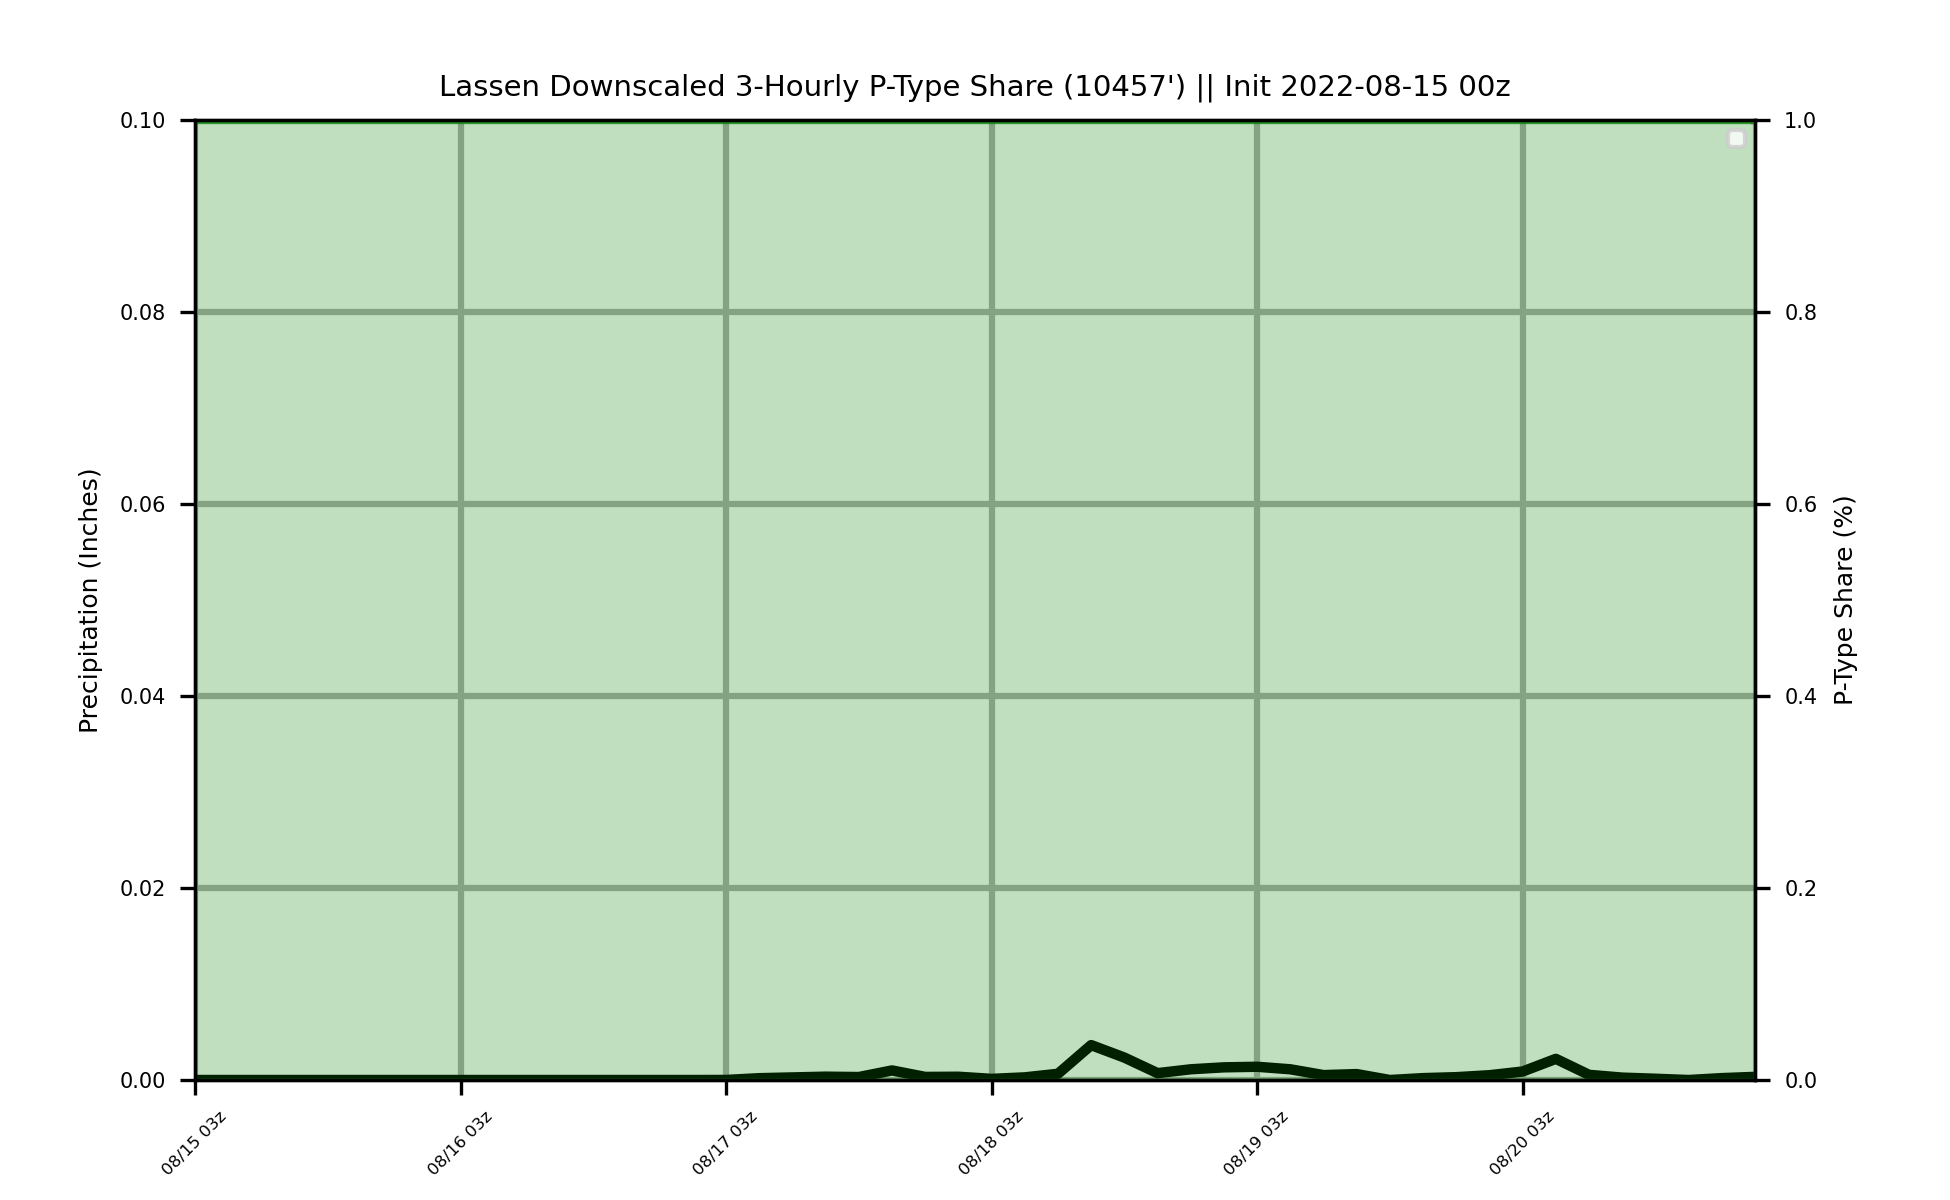 Lassen Downscaled 3-Hourly P-Type Share (10457') || Init 2022-08-15 00z
0.10
0.08
0.06
0.04
0.02
0.00
Precipitation (Inches)
1.0
0.8
0.6
0.4
0.2
0.0
P-Type Share (%)
08/15 03z
08/16 03z
08/17 03z
08/18 03z
08/19 03z
08/20 03z